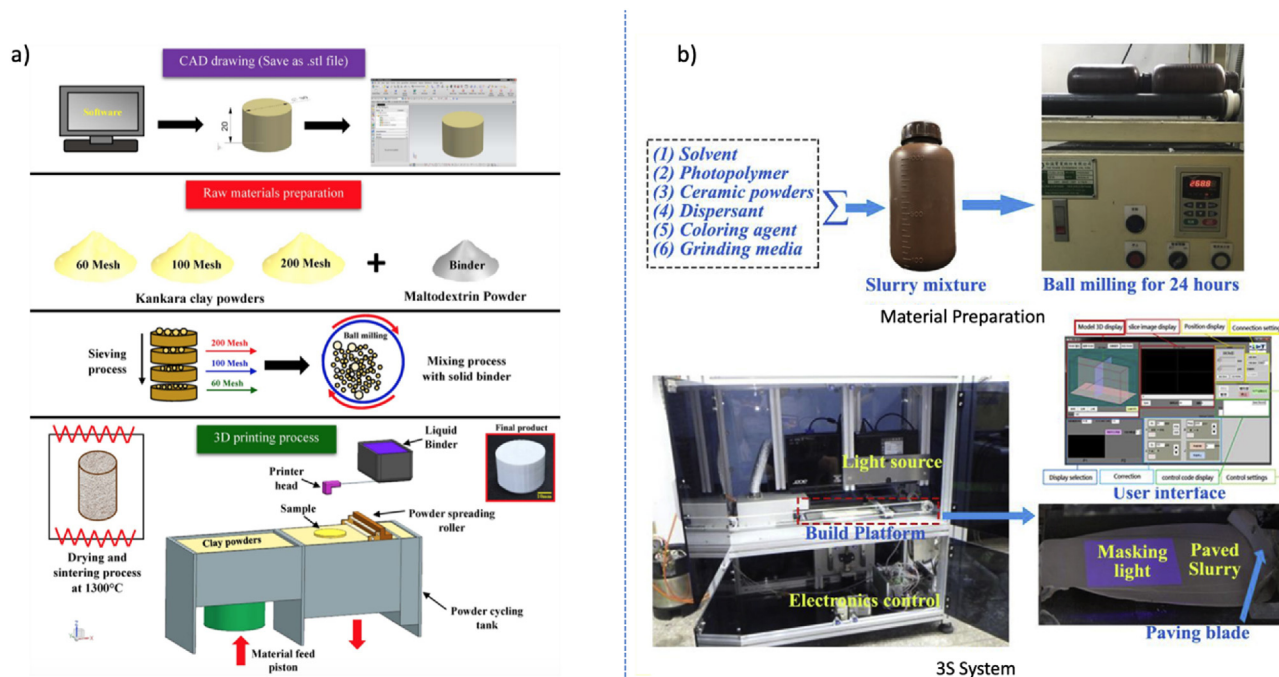 a)
CAD drawing (Save as .stl file)
Software
20
Raw materials preparation
60 Mesh
100 Mesh
200 Mesh
+
Binder
Kankara clay powders
Maltodextrin Powder
Sieving
process
200 Mesh
100 Mesh
60 Mesh
Ball milling
Mixing process
with solid binder
3D printing process
Liquid
Binder
Final product
Printer
head
Sample
Powder spreading
roller
Clay powders
Drying and
sintering process
at 1300°C
Powder cycling
tank
Material feed
piston
b)
(1) Solvent
(2) Photopolymer
(3) Ceramic powders
(4) Dispersant
(5) Coloring agent
(6) Grinding media
Σ
Slurry mixture
Ball milling for 24 hours
Material Preparation
Model 3D display
slice image display
Position display
Connection settings
Display selection
Correction
control code display
Control settings
User interface
Light source
Build Platform
Electronics control
Masking
light
Paved
Slurry
Paving blade
3S System